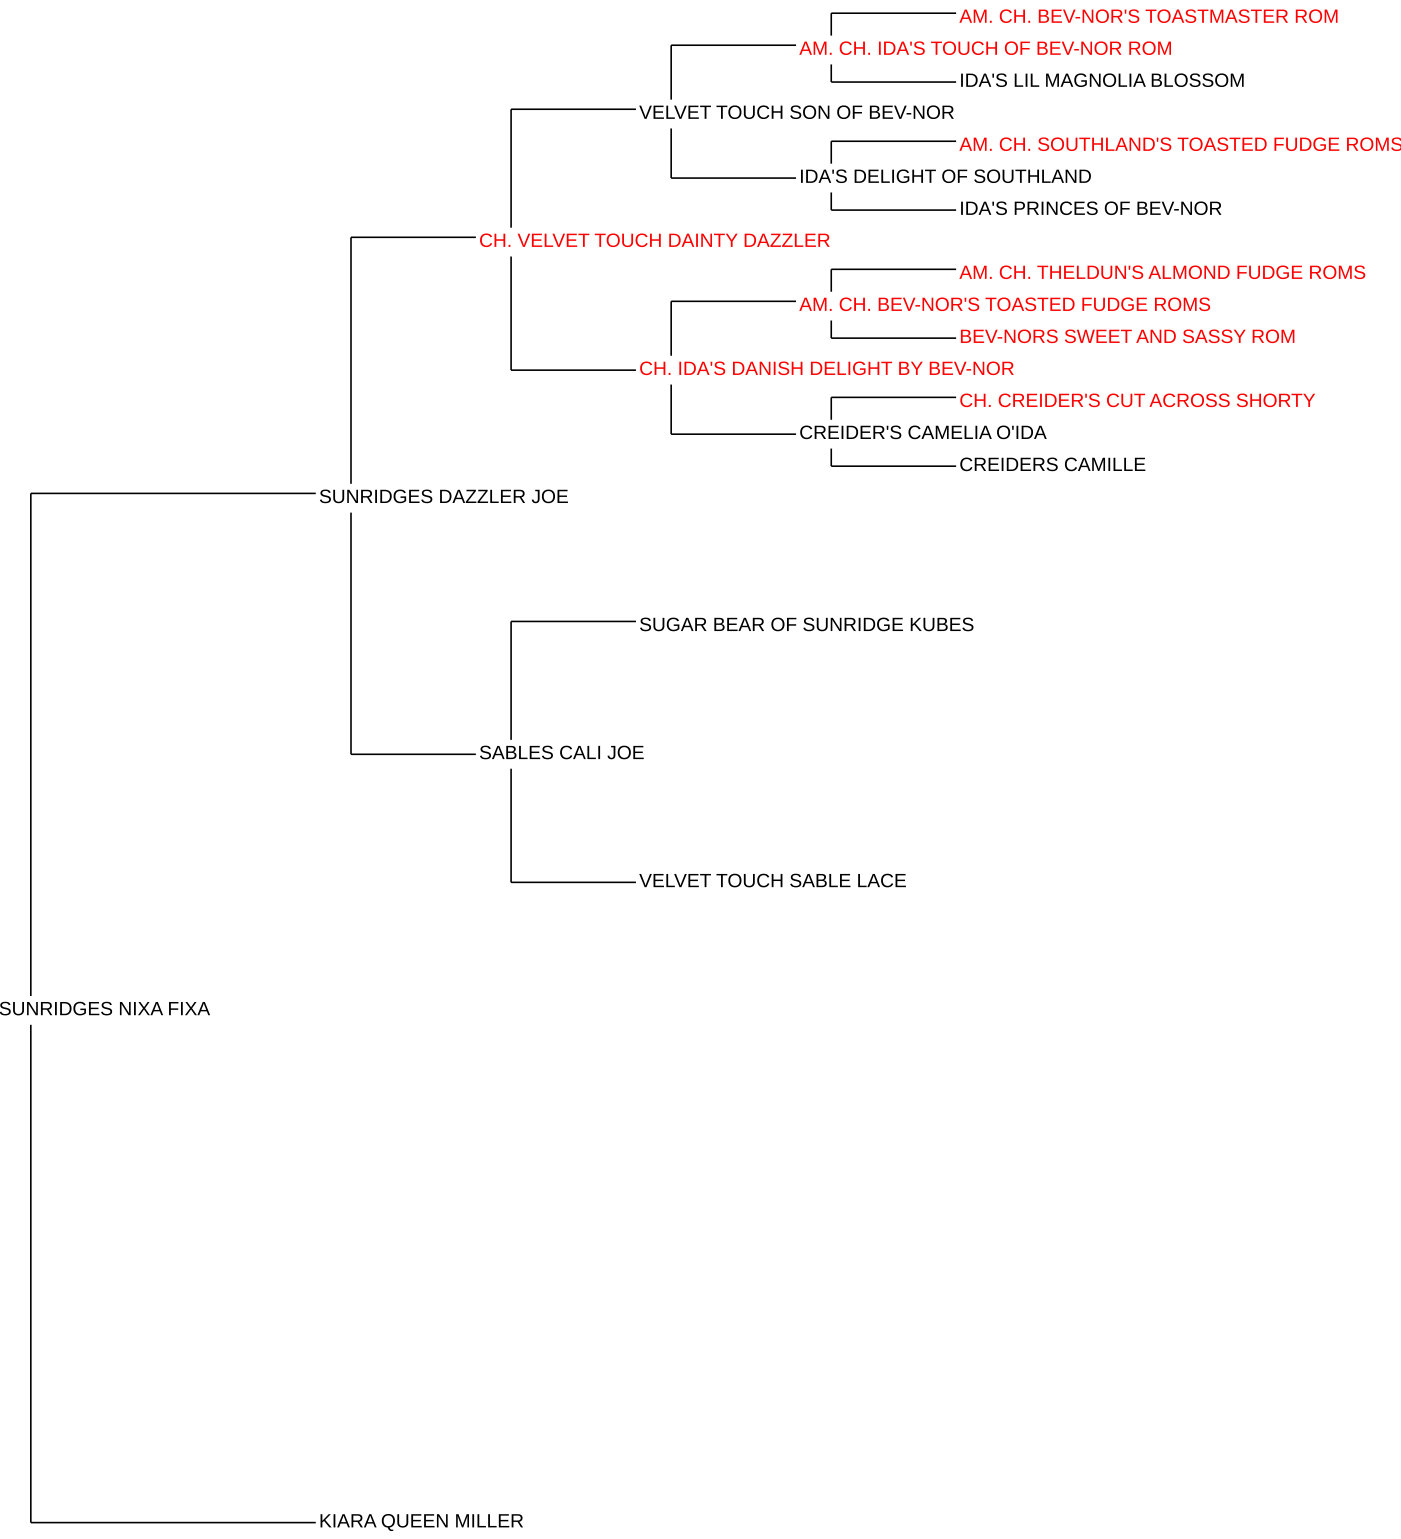 AM. CH. BEV-NOR'S TOASTMASTER ROM
AM. CH. IDA'S TOUCH OF BEV-NOR ROM
IDA'S LIL MAGNOLIA BLOSSOM
VELVET TOUCH SON OF BEV-NOR
AM. CH. SOUTHLAND'S TOASTED FUDGE ROMS
IDA'S DELIGHT OF SOUTHLAND
IDA'S PRINCES OF BEV-NOR
CH. VELVET TOUCH DAINTY DAZZLER
AM. CH. THELDUN'S ALMOND FUDGE ROMS
AM. CH. BEV-NOR'S TOASTED FUDGE ROMS
BEV-NORS SWEET AND SASSY ROM
CH. IDA'S DANISH DELIGHT BY BEV-NOR
CH. CREIDER'S CUT ACROSS SHORTY
CREIDER'S CAMELIA O'IDA
CREIDERS CAMILLE
SUNRIDGES DAZZLER JOE
SUGAR BEAR OF SUNRIDGE KUBES
SABLES CALI JOE
VELVET TOUCH SABLE LACE
SUNRIDGES NIXA FIXA
KIARA QUEEN MILLER